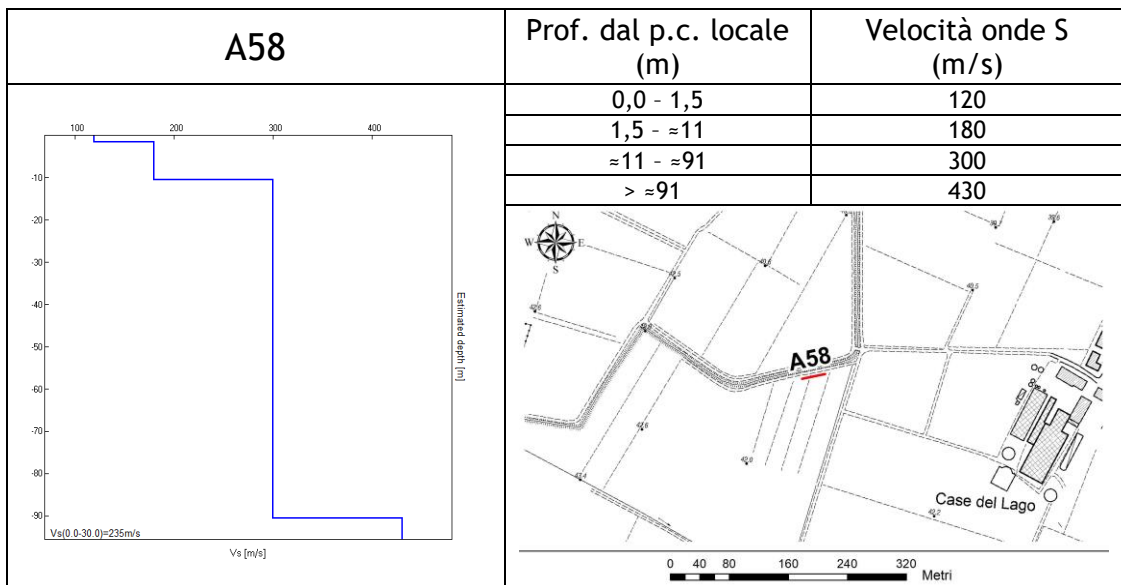 A58
Prof. dal p.c. locale
(m)
Velocità onde S
(m/s)
0,0 – 1,5
120
1,5 – ≈11
180
≈11 – ≈91
300
> ≈91
430
100
200
300
400
-10
-20
-30
-40
-50
-60
-70
-80
-90
Estimated depth [m]
Vs(0.0-30.0)=235m/s
Vs [m/s]
N
W
E
S
A58
Case del Lago
0
40
80
160
240
320
Metri